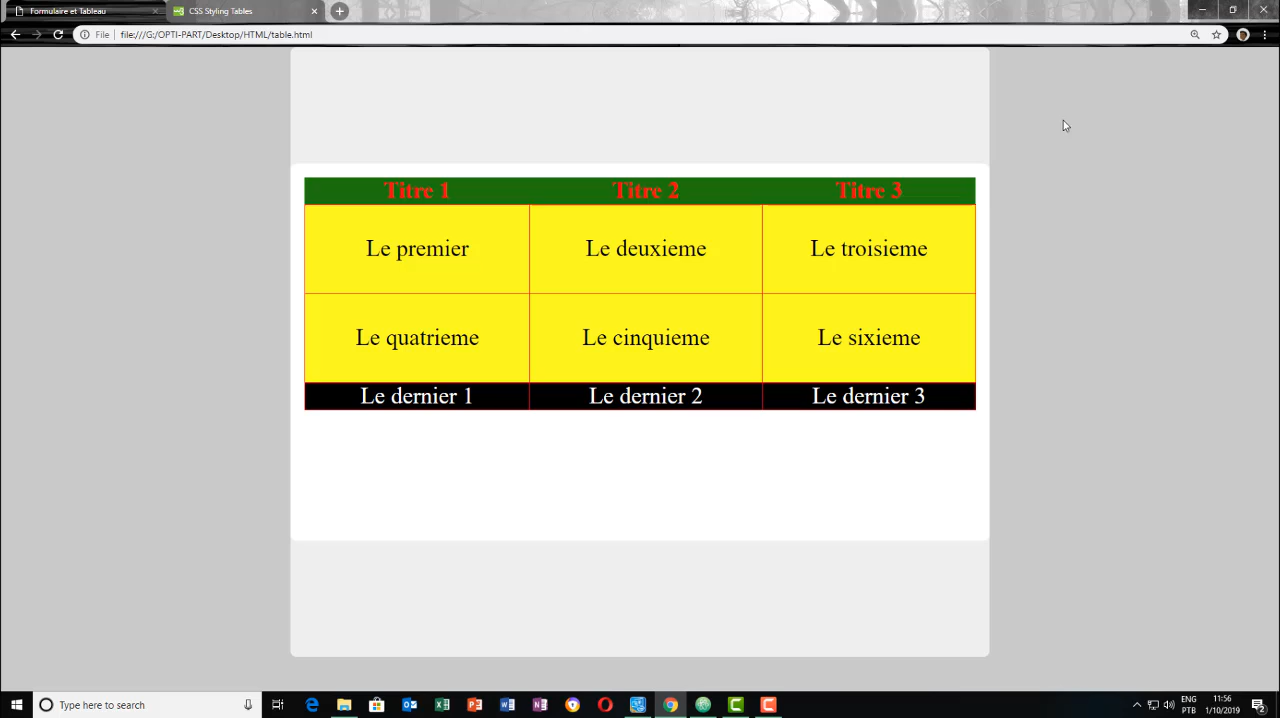 Formulaire et Tableau
CSS Styling Tables
File
file:///G:/OPTI-PART/Desktop/HTML/table.html
Titre 1 Titre 2 Titre 3
Le premier Le deuxieme Le troisieme
Le quatrieme Le cinquieme Le sixieme
Le dernier 1 Le dernier 2 Le dernier 3
Type here to search
ENG 11:56
PTB 1/10/2019